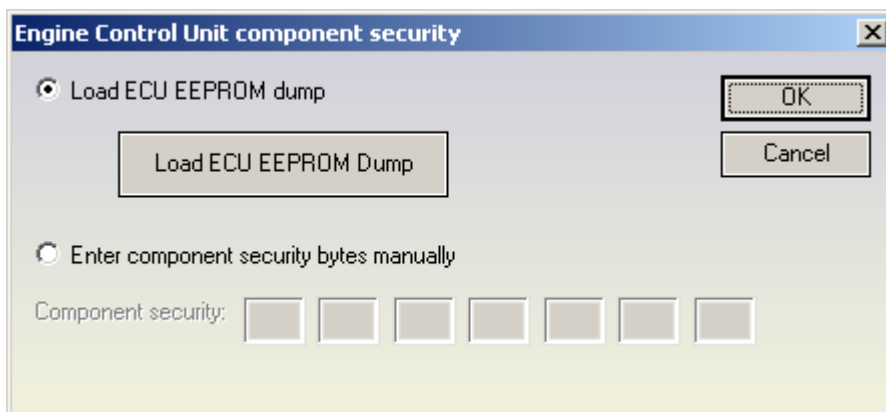 Engine Control Unit component security
Load ECU EEPROM dump
OK
Load ECU EEPROM Dump
Cancel
Enter component security bytes manually
Component security: